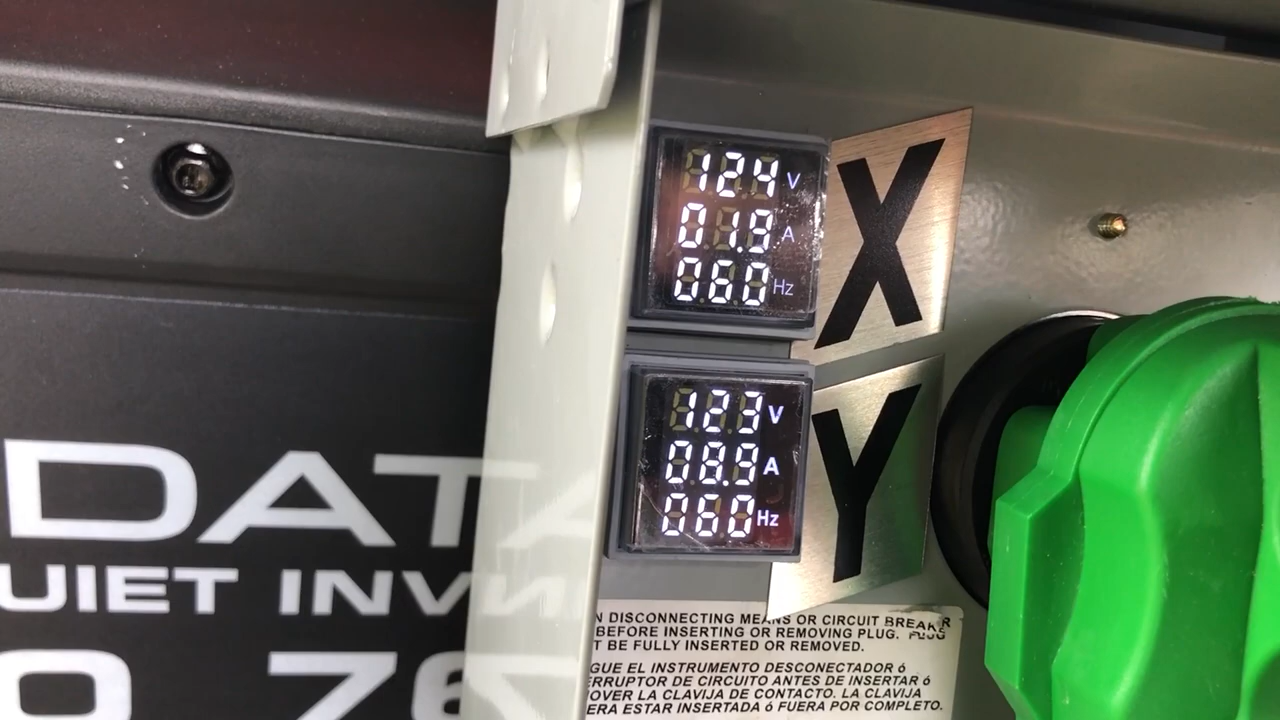 124 V
01.9 A
060 Hz
X
123 V
08.9 A
060 Hz
Y
DATA
UIET INV
0 76
N DISCONNECTING MEANS OR CIRCUIT BREAKER
BEFORE INSERTING OR REMOVING PLUG. PLUG
T BE FULLY INSERTED OR REMOVED.
GUE EL INSTRUMENTO DESCONECTADOR ó
ERRUPTOR DE CIRCUITO ANTES DE INSERTAR ó
OVER LA CLAVIJA DE CONTACTO. LA CLAVIJA
ERA ESTAR INSERTADA ó FUERA POR COMPLETO.